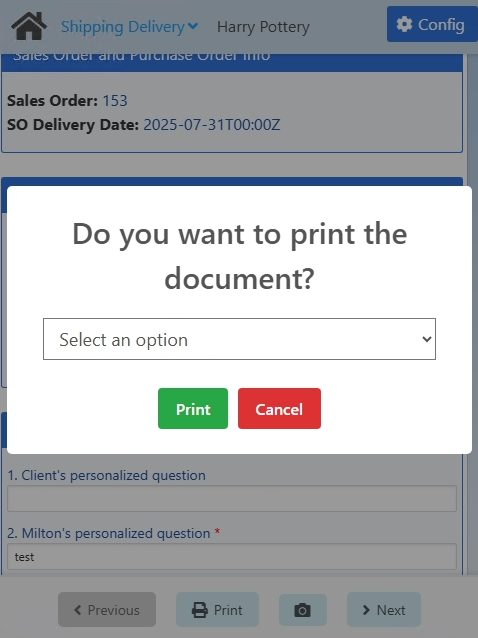 Shipping Delivery Harry Pottery Config
Sales Order and Purchase Order Info
Sales Order: 153
SO Delivery Date: 2025-07-31T00:00Z
Do you want to print the
document?
Select an option
Print Cancel
1. Client's personalized question
2. Milton's personalized question *
test
Previous Print Next